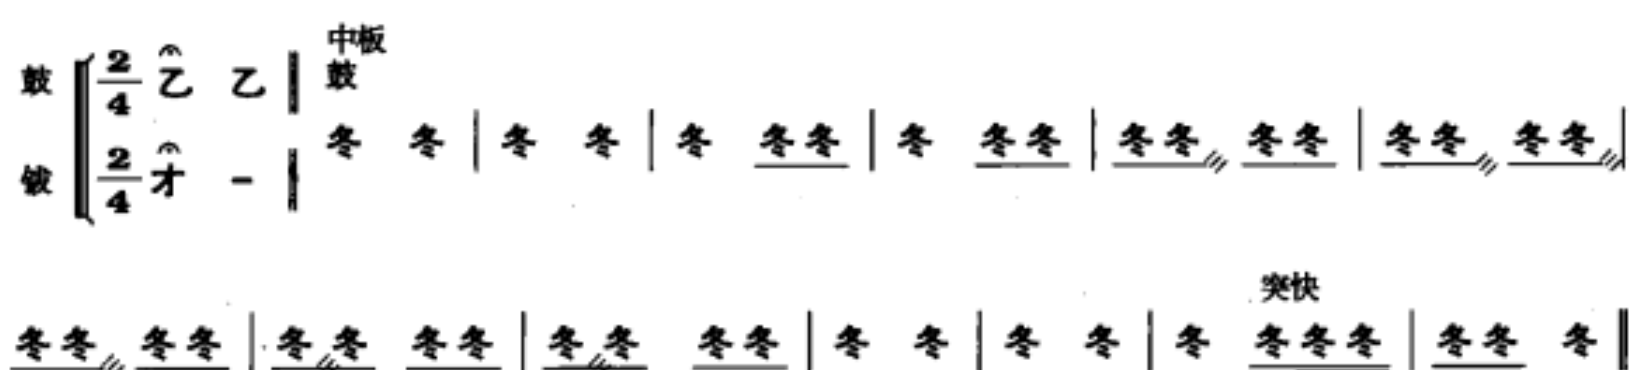 中板
鼓 2/4 乙 乙 鼓
冬 冬 | 冬 冬 | 冬 冬冬 | 冬 冬冬 | 冬冬 冬冬 | 冬冬 冬冬 |
钹 2/4 才 -
突快
冬冬 冬冬 | 冬冬 冬冬 | 冬冬 冬冬 | 冬 冬 | 冬 冬 | 冬 冬冬冬 | 冬冬 冬